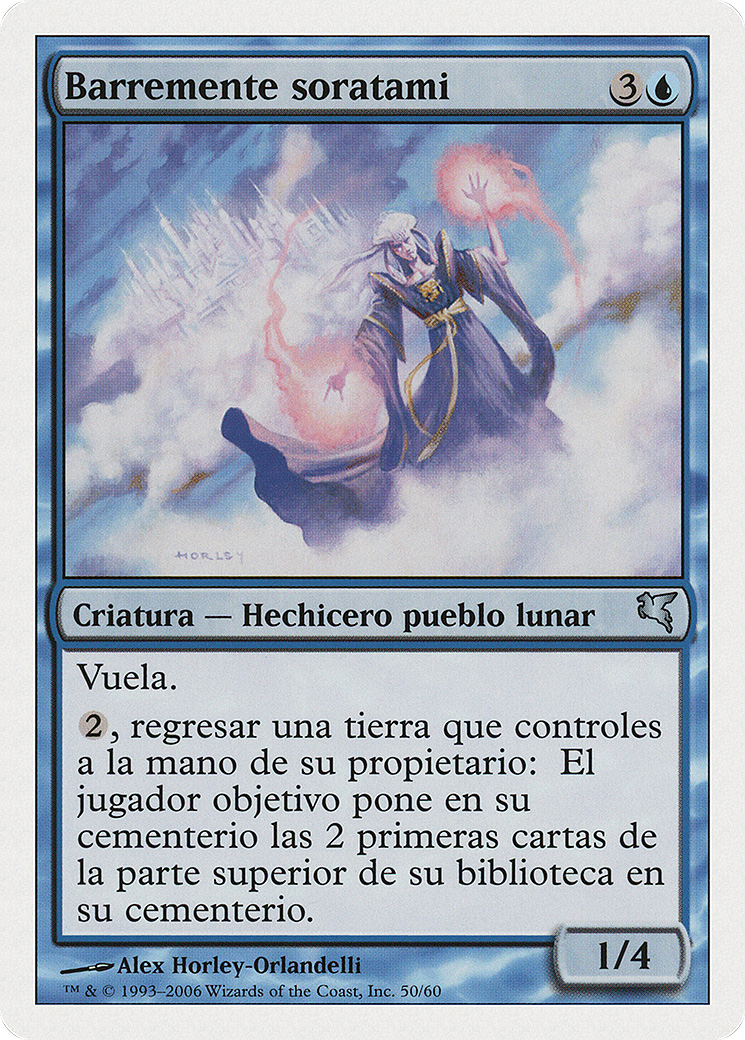 Barremente soratami
3
HORLEY
Criatura — Hechicero pueblo lunar
Vuela.
2, regresar una tierra que controles
a la mano de su propietario: El
jugador objetivo pone en su
cementerio las 2 primeras cartas de
la parte superior de su biblioteca en
su cementerio.
1/4
Alex Horley-Orlandelli
™ & © 1993–2006 Wizards of the Coast, Inc. 50/60